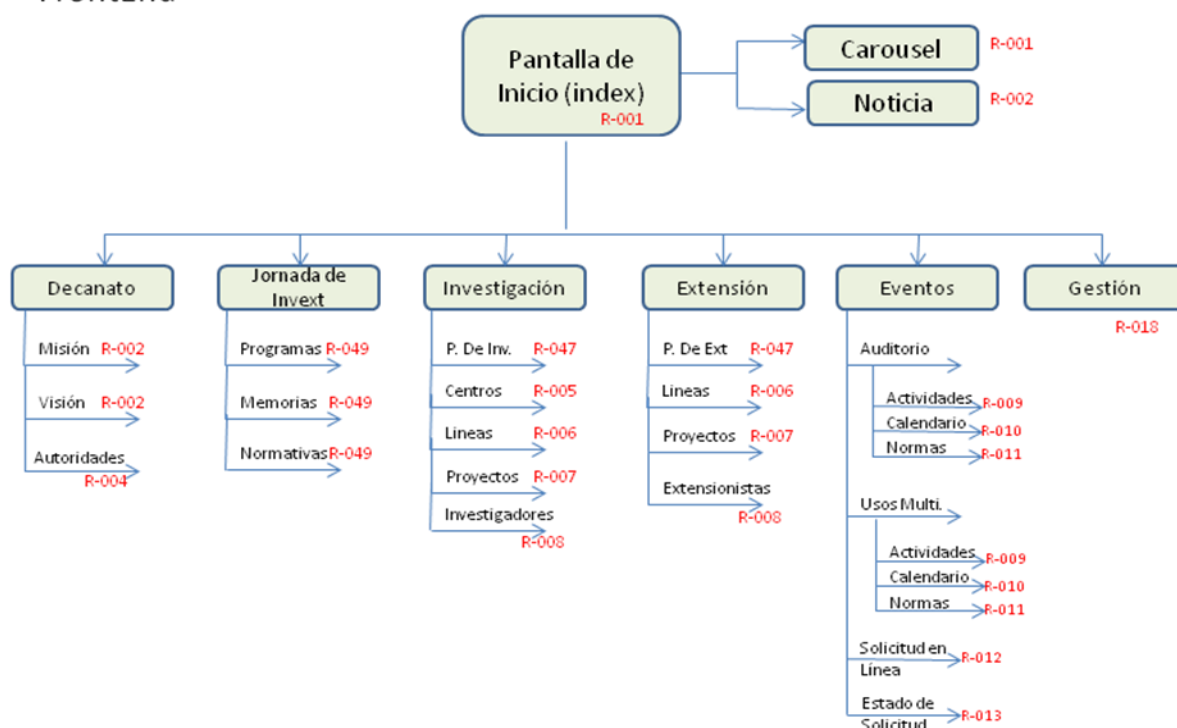 Frontend
Pantalla de
Inicio (index)
R-001
Carousel R-001
Noticia R-002
Decanato
Misión R-002
Visión R-002
Autoridades
R-004
Jornada de
Invext
Programas R-049
Memorias R-049
Normativas R-049
Investigación
P. De Inv. R-047
Centros R-005
Lineas R-006
Proyectos R-007
Investigadores
R-008
Extensión
P. De Ext R-047
Lineas R-006
Proyectos R-007
Extensionistas
R-008
Eventos
Auditorio
Actividades R-009
Calendario R-010
Normas R-011
Usos Multi.
Actividades R-009
Calendario R-010
Normas R-011
Solicitud en R-012
Línea
Estado de R-013
Solicitud
Gestión
R-018